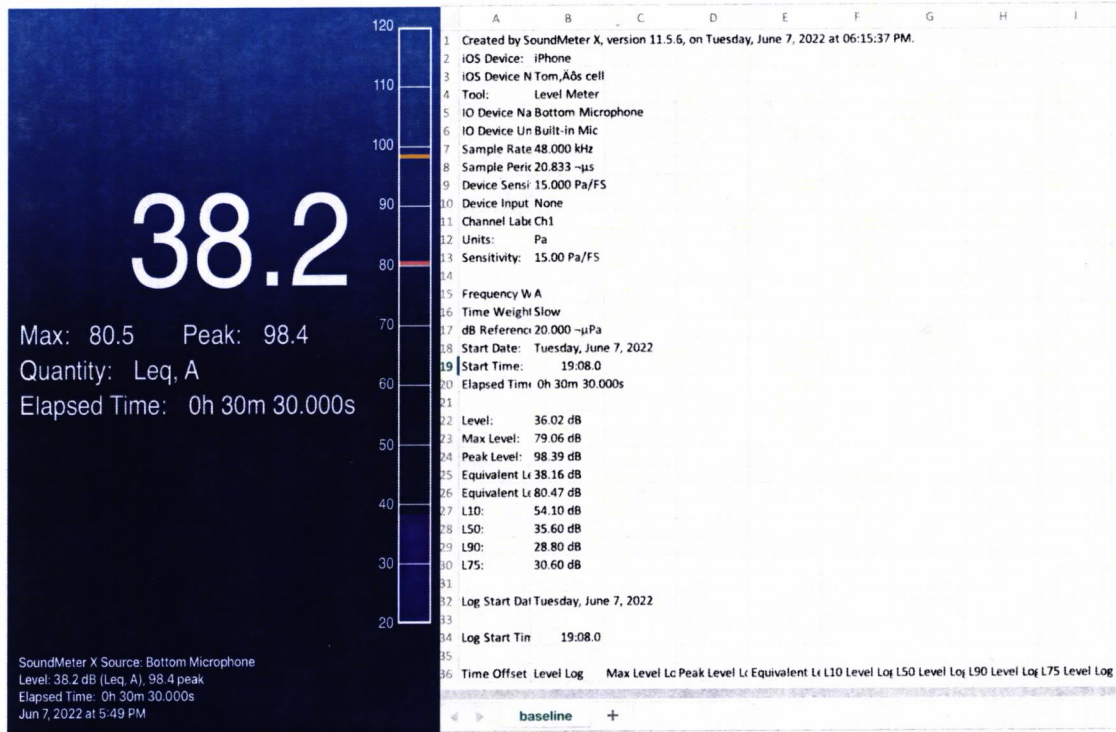 120
110
100
90
80
70
60
50
40
30
20
38.2
Max: 80.5 Peak: 98.4
Quantity: Leq, A
Elapsed Time: 0h 30m 30.000s
SoundMeter X Source: Bottom Microphone
Level: 38.2 dB (Leq, A), 98.4 peak
Elapsed Time: 0h 30m 30.000s
Jun 7, 2022 at 5:49 PM
A B C D E F G H I
1 Created by SoundMeter X, version 11.5.6, on Tuesday, June 7, 2022 at 06:15:37 PM.
2 iOS Device: iPhone
3 iOS Device N Tom‚Äôs cell
4 Tool: Level Meter
5 IO Device Na Bottom Microphone
6 IO Device Un Built-in Mic
7 Sample Rate 48.000 kHz
8 Sample Peric 20.833 ¬µs
9 Device Sensi 15.000 Pa/FS
10 Device Input None
11 Channel Labe Ch1
12 Units: Pa
13 Sensitivity: 15.00 Pa/FS
14
15 Frequency W A
16 Time Weight Slow
17 dB Referenci 20.000 ¬µPa
18 Start Date: Tuesday, June 7, 2022
19 Start Time: 19:08.0
20 Elapsed Time 0h 30m 30.000s
21
22 Level: 36.02 dB
23 Max Level: 79.06 dB
24 Peak Level: 98.39 dB
25 Equivalent Le 38.16 dB
26 Equivalent Le 80.47 dB
27 L10: 54.10 dB
28 L50: 35.60 dB
29 L90: 28.80 dB
30 L75: 30.60 dB
31
32 Log Start Dat Tuesday, June 7, 2022
33
34 Log Start Tim 19:08.0
35
36 Time Offset Level Log Max Level Lo Peak Level Lo Equivalent Le L10 Level Log L50 Level Log L90 Level Log L75 Level Log
baseline +